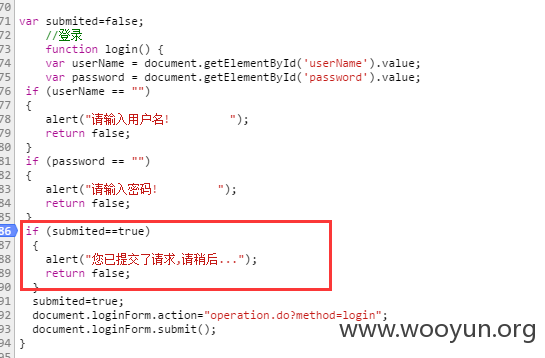 70
71 var submited=false;
72 //登录
73 function login() {
74 var userName = document.getElementById('userName').value;
75 var password = document.getElementById('password').value;
76 if (userName == "")
77 {
78 alert("请输入用户名! ");
79 return false;
80 }
81 if (password == "")
82 {
83 alert("请输入密码! ");
84 return false;
85 }
86 if (submited==true)
87 {
88 alert("您已提交了请求,请稍后...");
89 return false;
90 }
91 submited=true;
92 document.loginForm.action="operation.do?method=login";
93 document.loginForm.submit();
94 }
www.wooyun.org